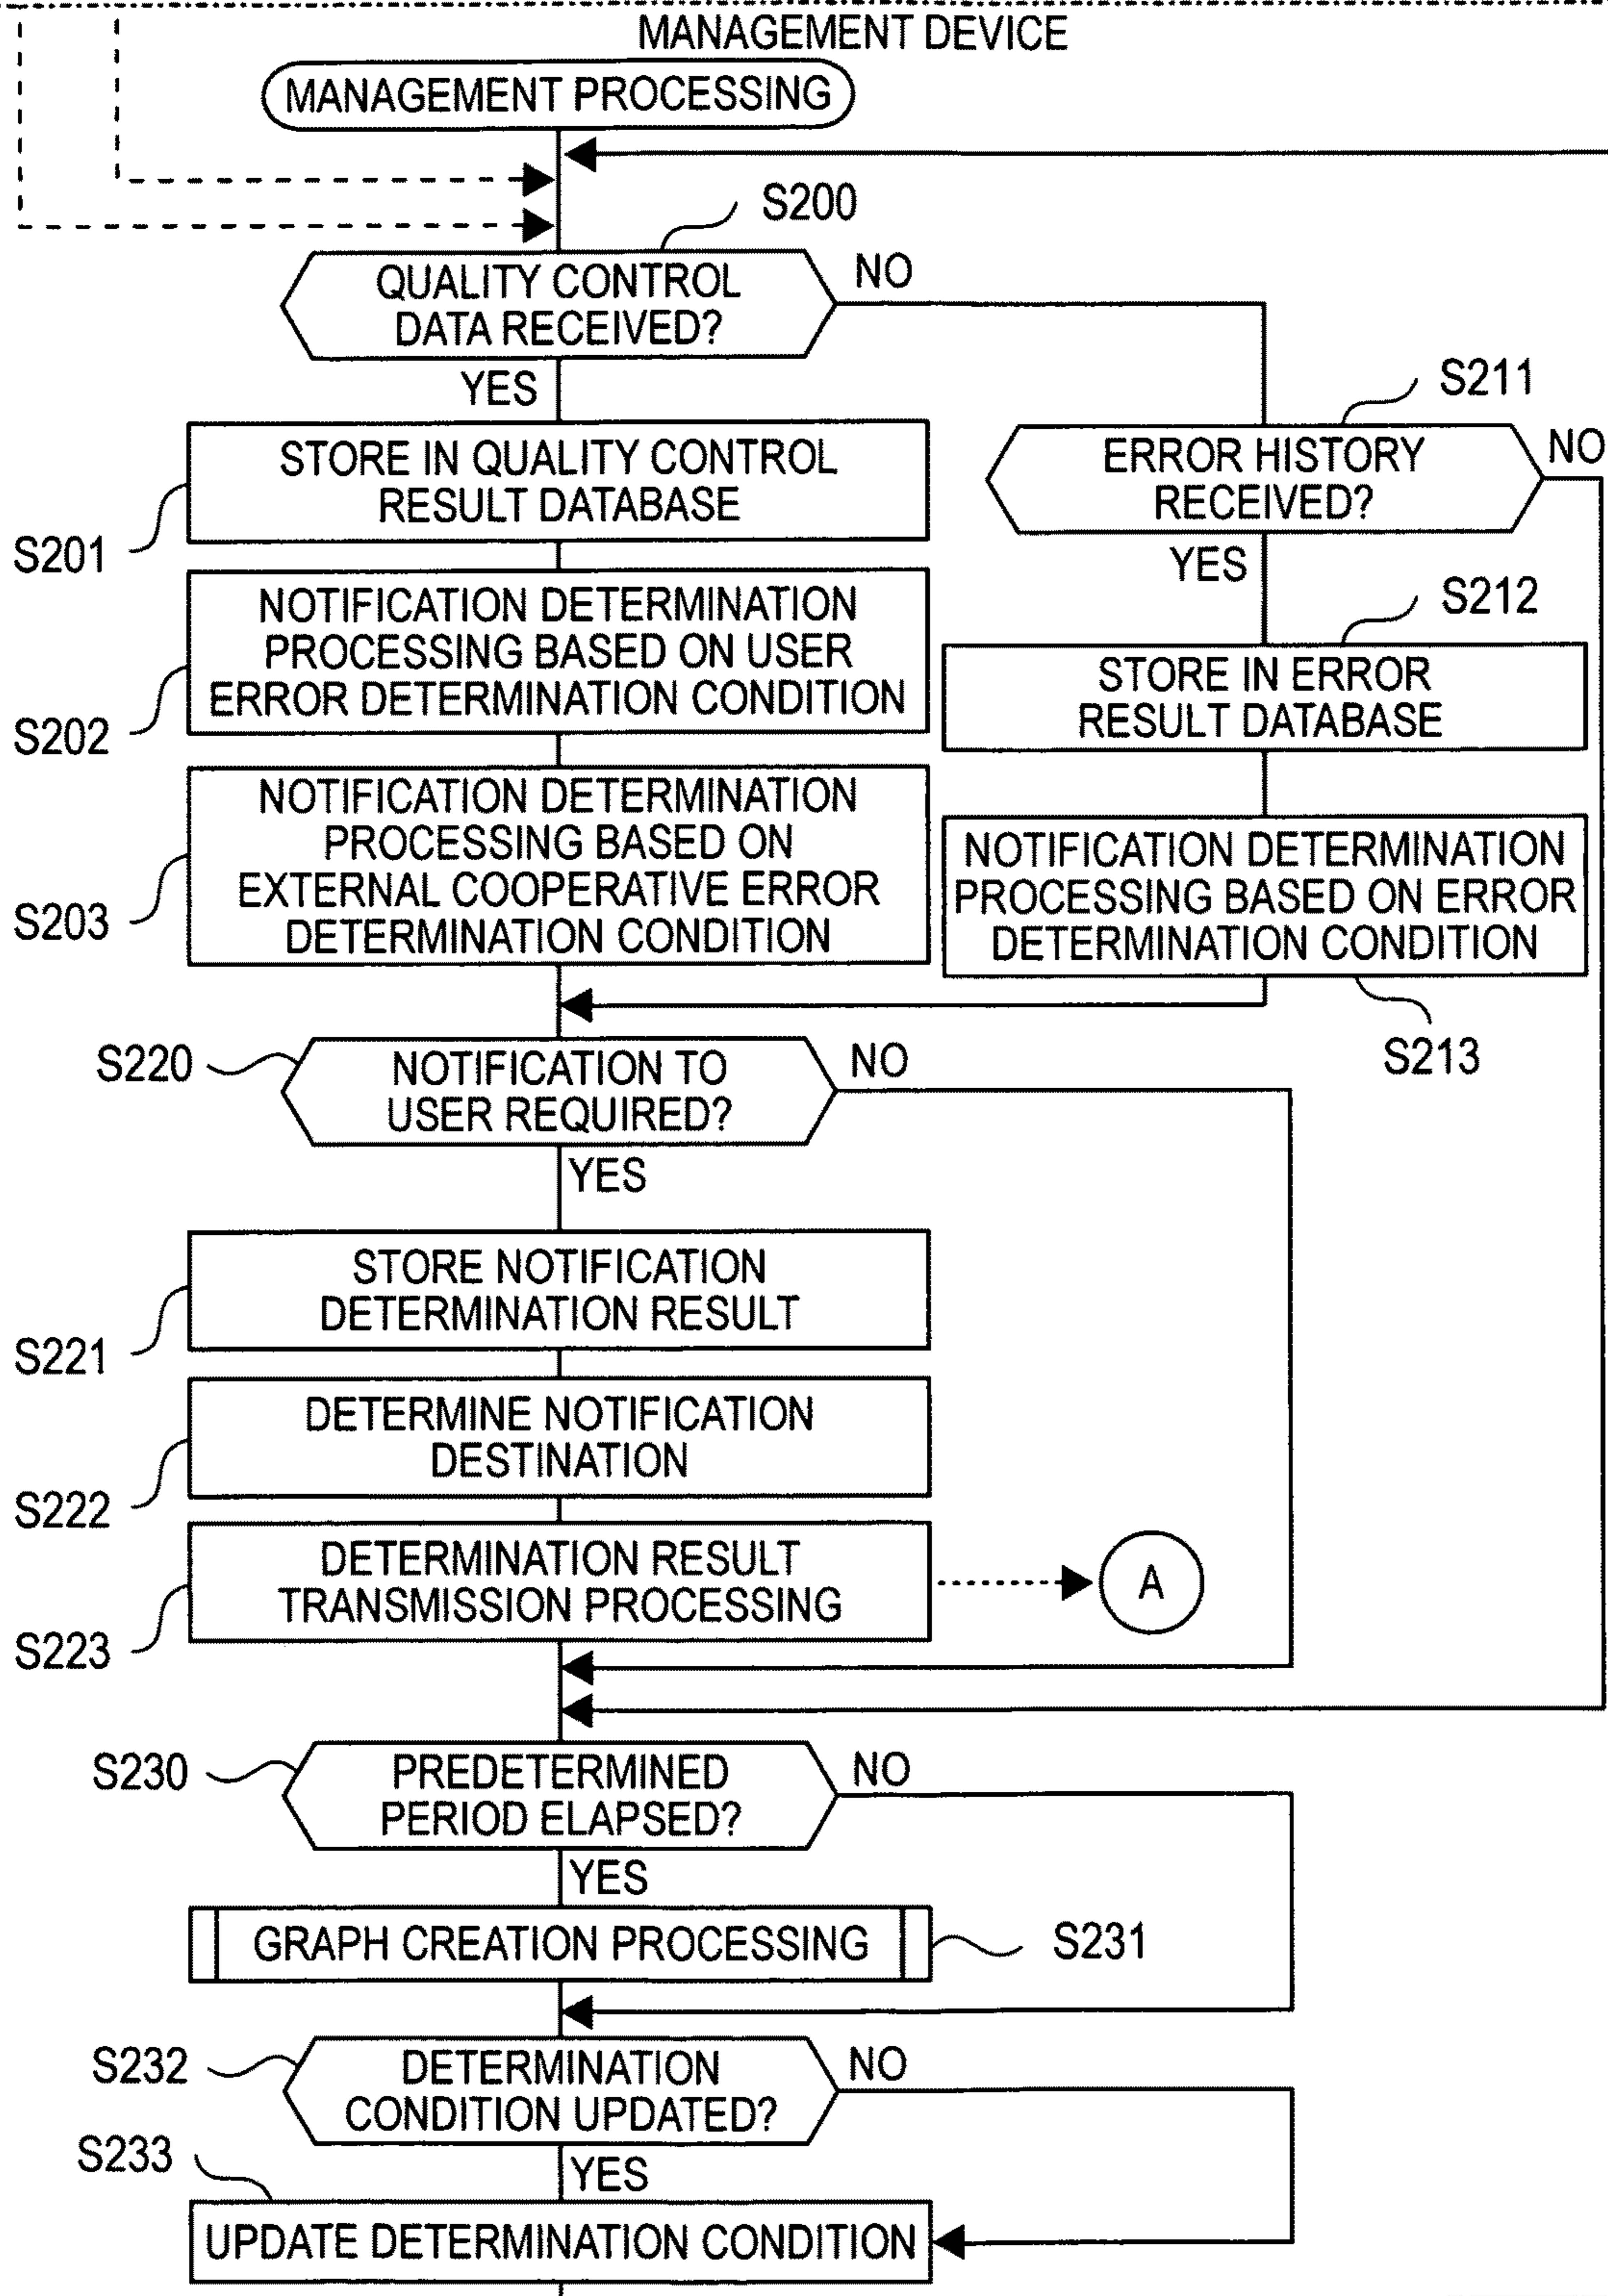 MANAGEMENT DEVICE
MANAGEMENT PROCESSING
S200
QUALITY CONTROL
DATA RECEIVED?
NO
YES
S211
ERROR HISTORY
RECEIVED?
NO
YES
STORE IN QUALITY CONTROL
RESULT DATABASE
S201
NOTIFICATION DETERMINATION
PROCESSING BASED ON USER
ERROR DETERMINATION CONDITION
S202
S212
STORE IN ERROR
RESULT DATABASE
NOTIFICATION DETERMINATION
PROCESSING BASED ON
EXTERNAL COOPERATIVE ERROR
DETERMINATION CONDITION
S203
NOTIFICATION DETERMINATION
PROCESSING BASED ON ERROR
DETERMINATION CONDITION
S213
S220
NOTIFICATION TO
USER REQUIRED?
NO
YES
STORE NOTIFICATION
DETERMINATION RESULT
S221
DETERMINE NOTIFICATION
DESTINATION
S222
DETERMINATION RESULT
TRANSMISSION PROCESSING
A
S223
S230
PREDETERMINED
PERIOD ELAPSED?
NO
YES
GRAPH CREATION PROCESSING
S231
S232
DETERMINATION
CONDITION UPDATED?
NO
YES
S233
UPDATE DETERMINATION CONDITION